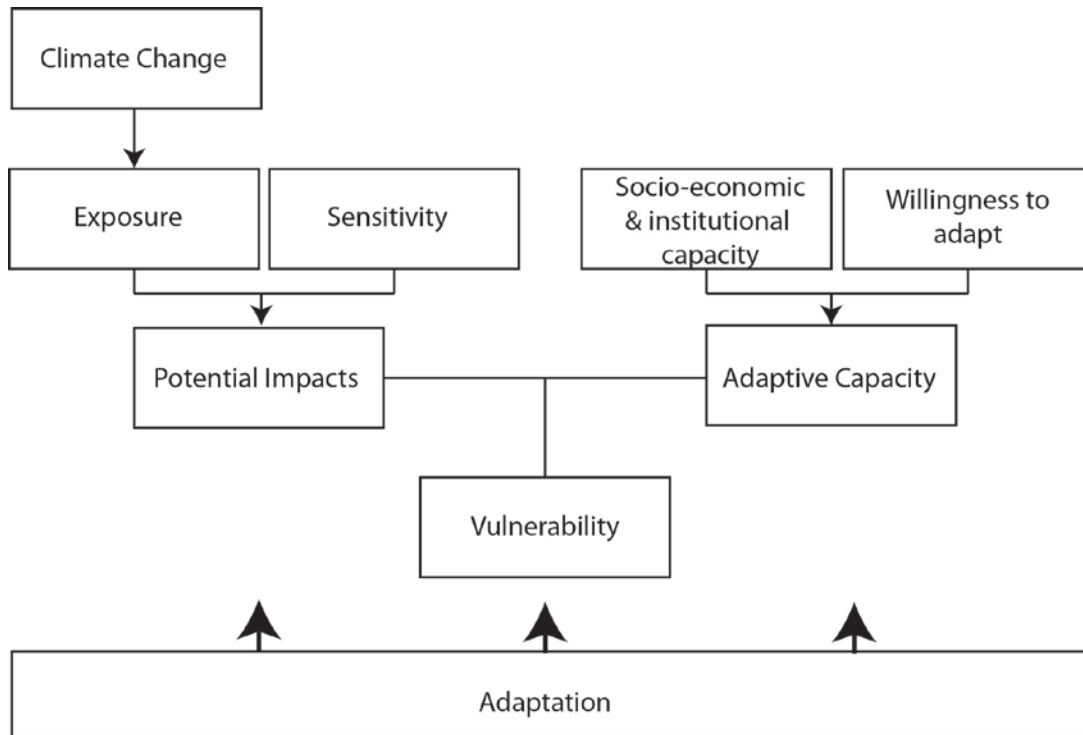 Climate Change
Exposure
Sensitivity
Socio-economic
& institutional
capacity
Willingness to
adapt
Potential Impacts
Adaptive Capacity
Vulnerability
Adaptation